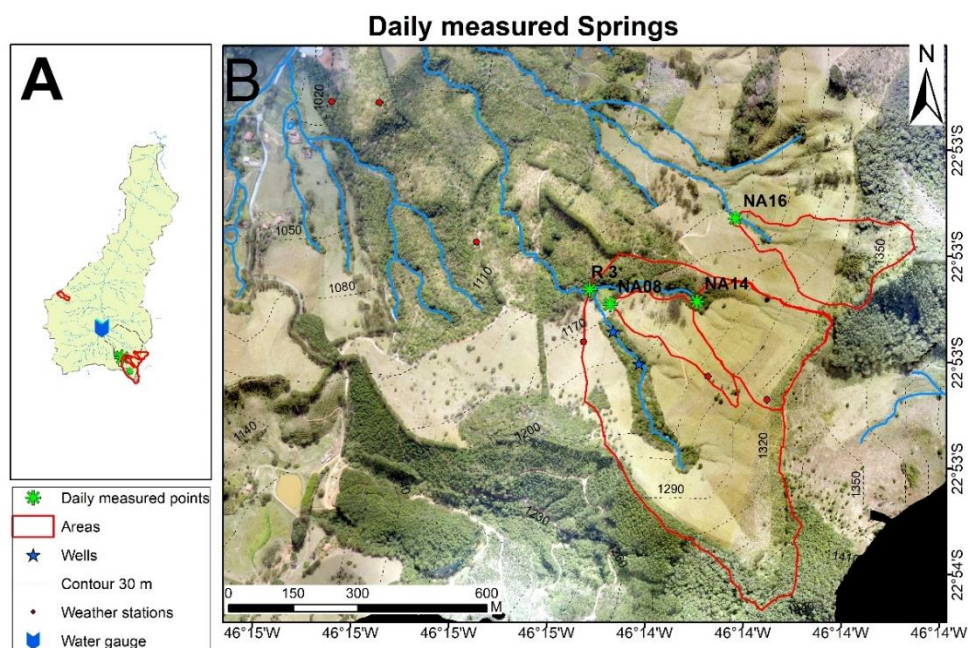 Daily measured Springs
A
B
N
1020
NA16
1050
1350
1080
1110
R 3
NA08
NA14
1170
1140
1200
1320
1290
1350
0
150
300
600
M
22°53'S
22°53'S
22°53'S
22°53'S
22°54'S
46°15'W
46°15'W
46°15'W
46°14'W
46°14'W
46°14'W
46°14'W
46°14'W
Daily measured points
Areas
Wells
Contour 30 m
Weather stations
Water gauge